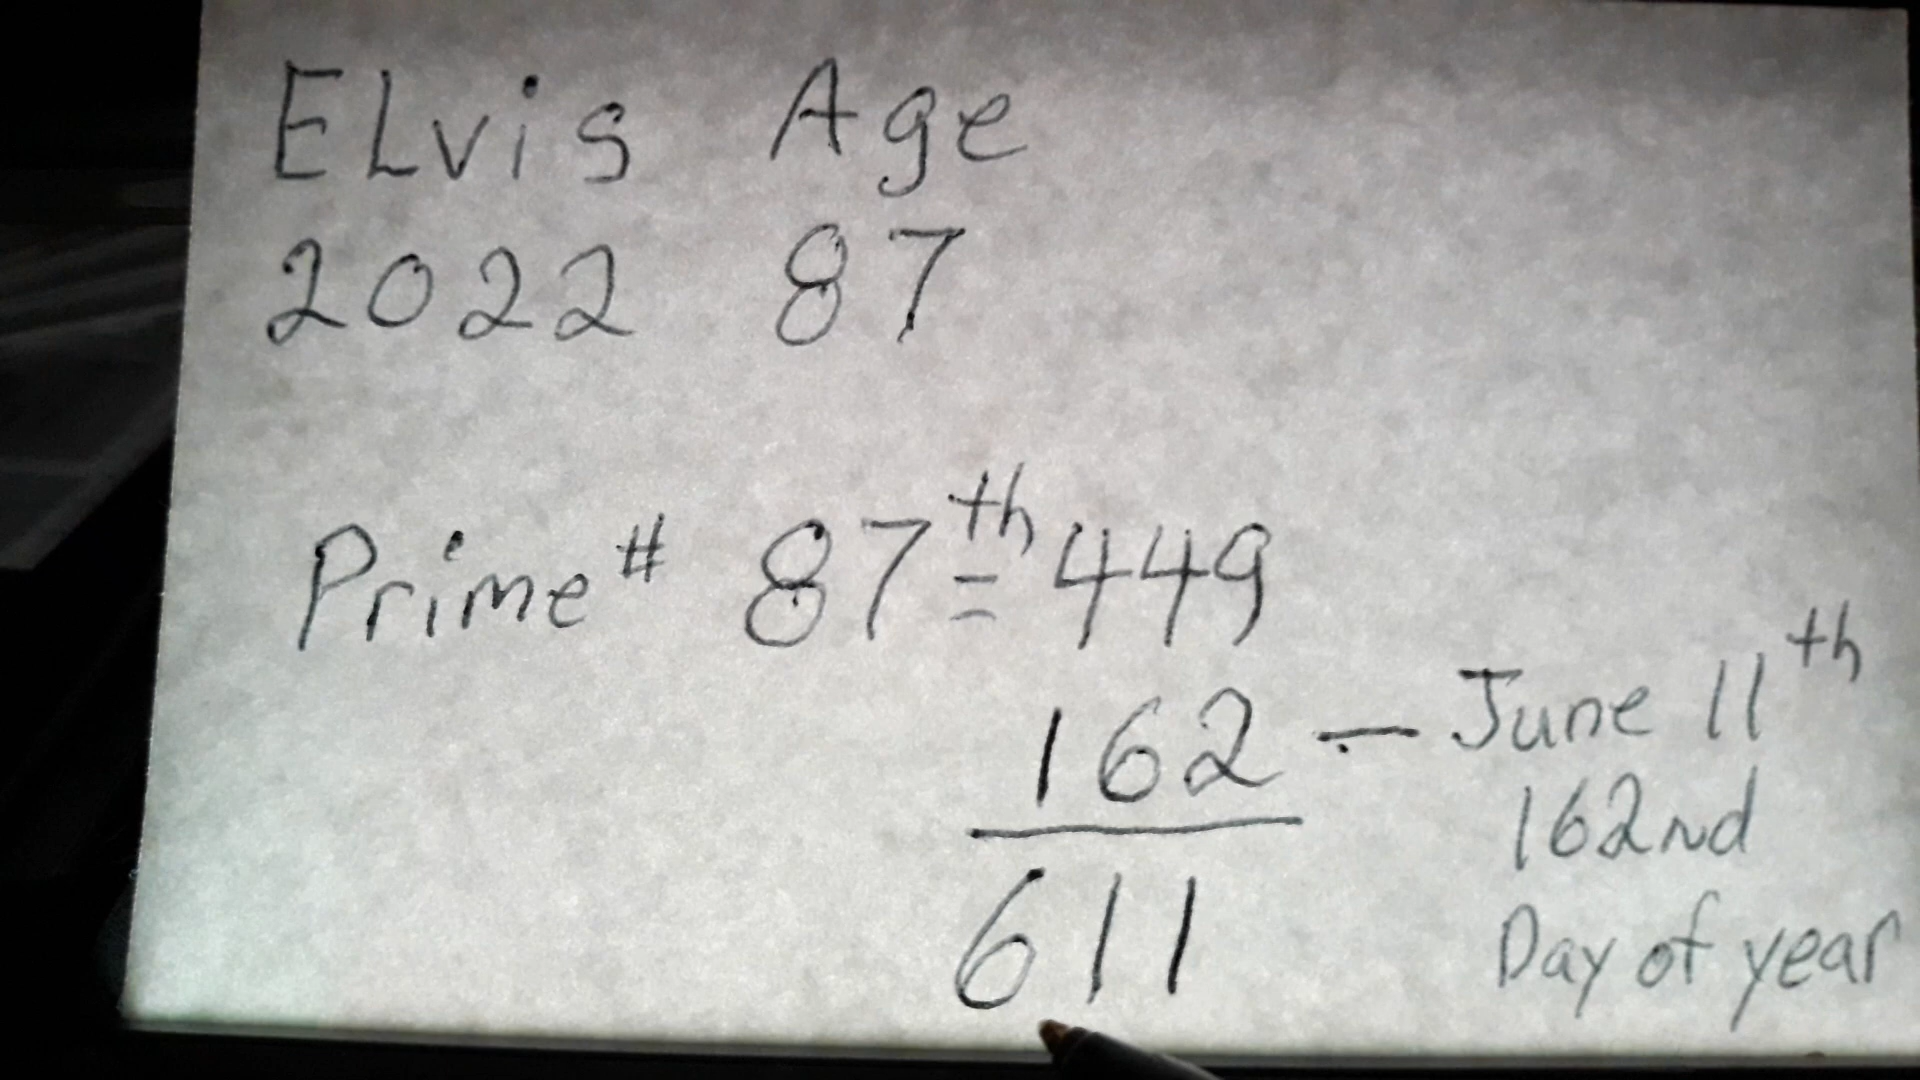 ELvis Age
2022 87
Prime # 87th = 449
162 — June 11th
162nd
611
Day of year